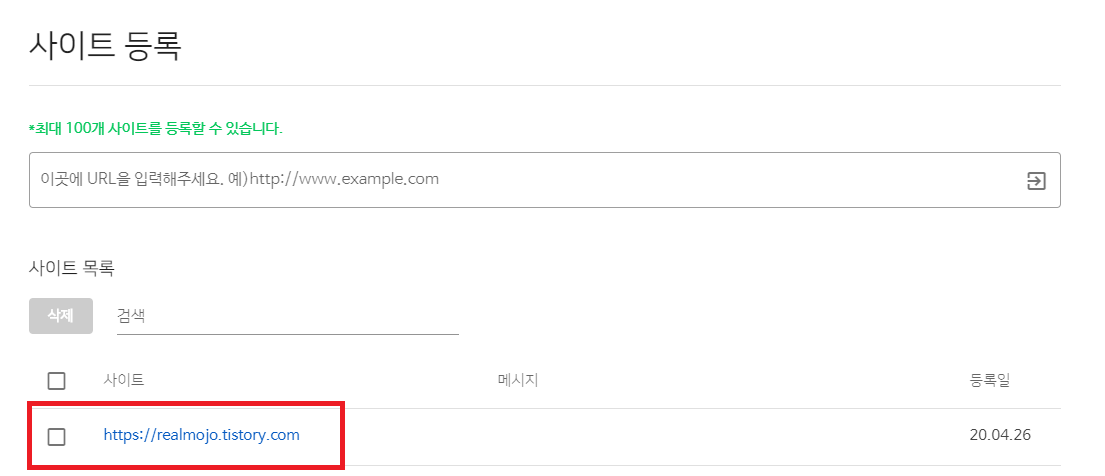 사이트 등록
*최대 100개 사이트를 등록할 수 있습니다.
이곳에 URL을 입력해주세요. 예)http://www.example.com
사이트 목록
삭제 검색
사이트 메시지 등록일
https://realmojo.tistory.com 20.04.26